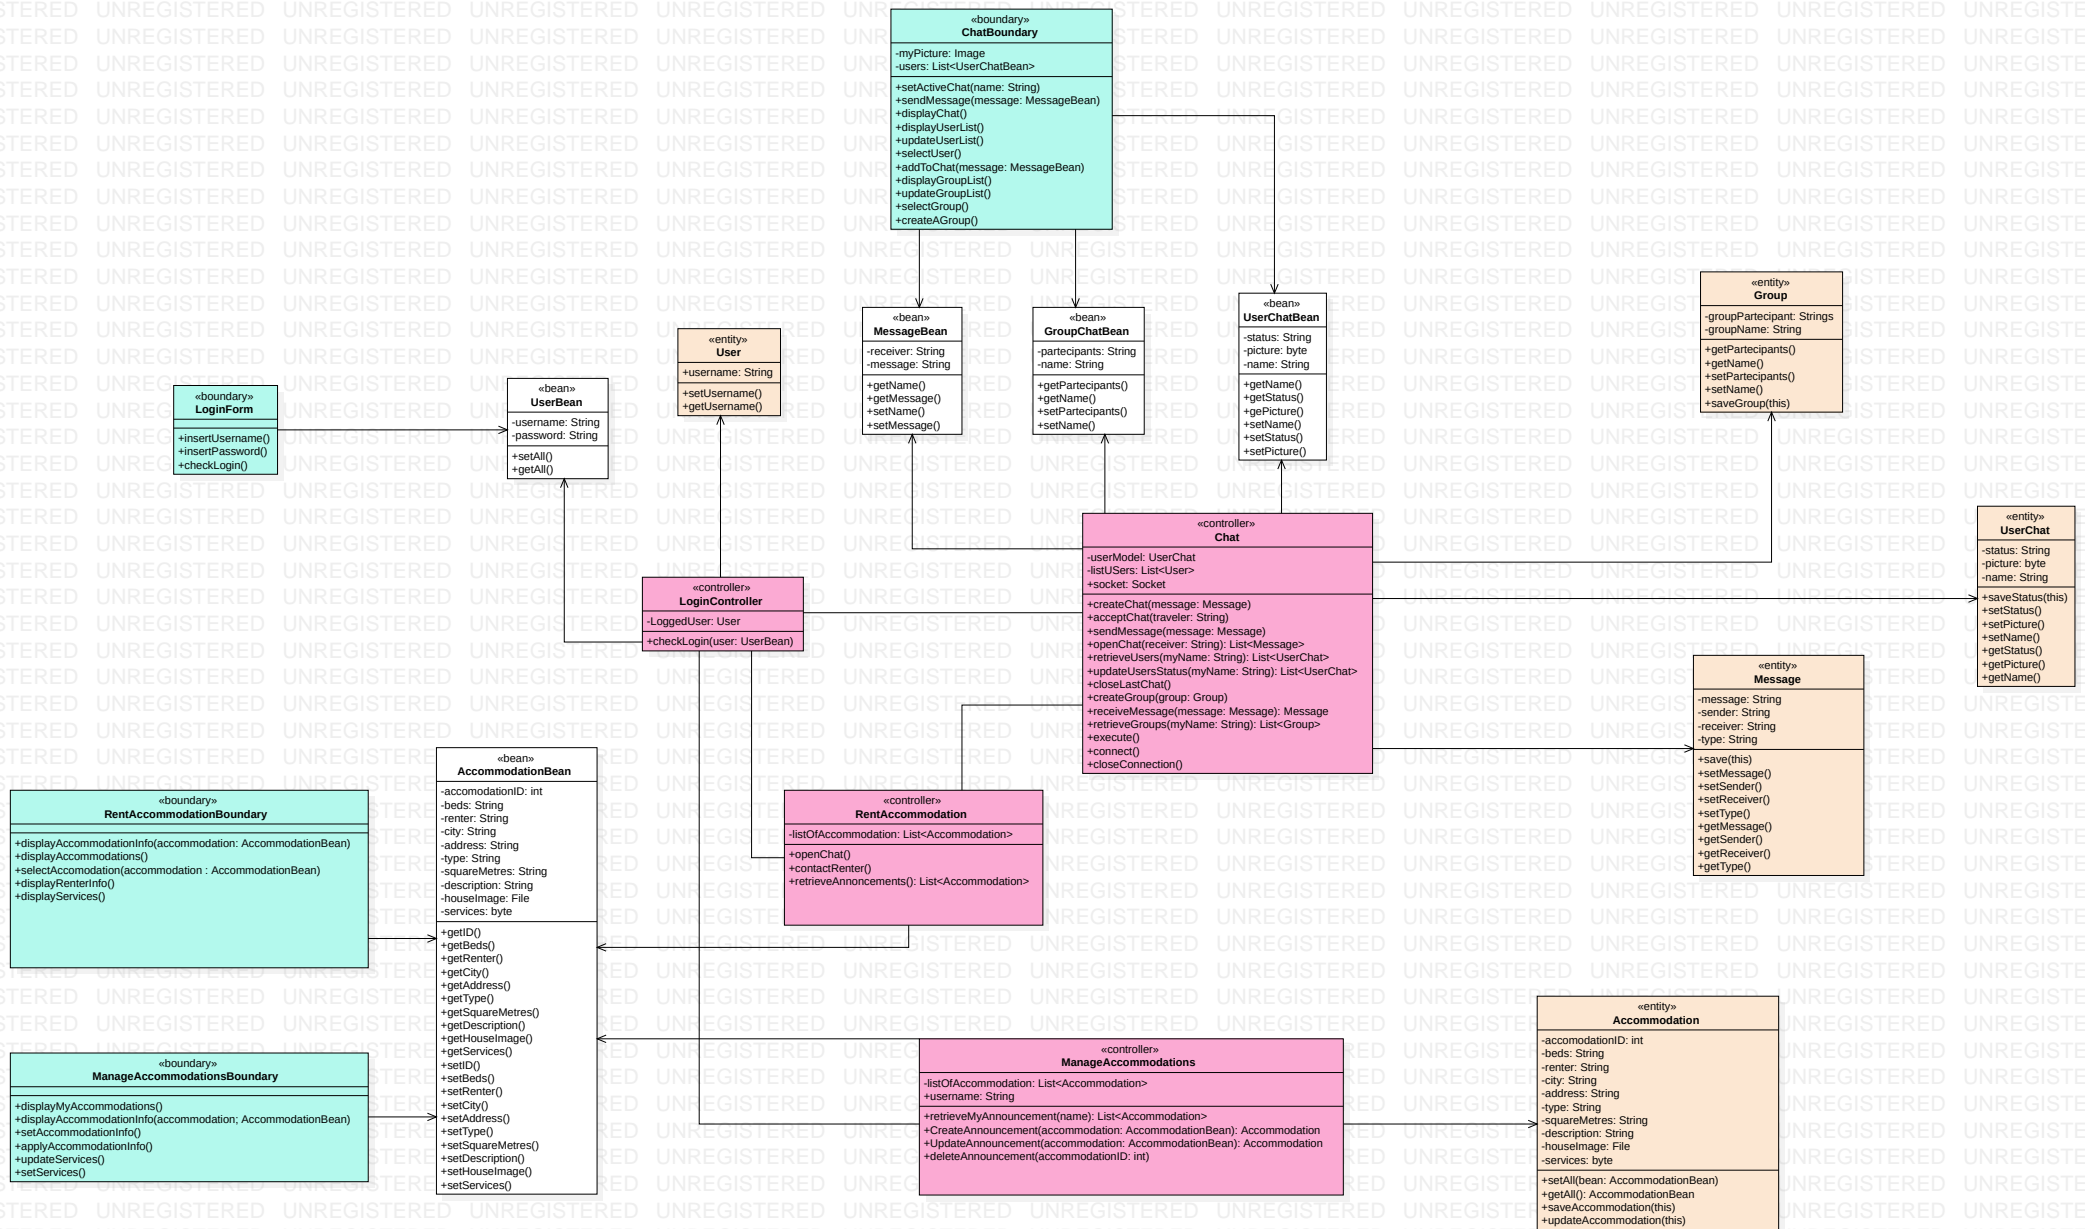 «boundary»
ChatBoundary
-myPicture: Image
-users: List<UserChatBean>
+setActiveChat(name: String)
+sendMessage(message: MessageBean)
+displayChat()
+displayUserList()
+updateUserList()
+selectUser()
+addToChat(message: MessageBean)
+displayGroupList()
+updateGroupList()
+selectGroup()
+createAGroup()
«bean»
MessageBean
-receiver: String
-message: String
+getName()
+getMessage()
+setName()
+setMessage()
«bean»
GroupChatBean
-partecipants: String
-name: String
+getPartecipants()
+getName()
+setPartecipants()
+setName()
«bean»
UserChatBean
-status: String
-picture: byte
-name: String
+getName()
+getStatus()
+gePicture()
+setName()
+setStatus()
+setPicture()
«entity»
Group
-groupPartecipant: Strings
-groupName: String
+getPartecipants()
+getName()
+setPartecipants()
+setName()
+saveGroup(this)
«entity»
User
+username: String
+setUsername()
+getUsername()
«boundary»
LoginForm
+insertUsername()
+insertPassword()
+checkLogin()
«bean»
UserBean
-username: String
-password: String
+setAll()
+getAll()
«controller»
Chat
-userModel: UserChat
-listUSers: List<User>
+socket: Socket
+createChat(message: Message)
+acceptChat(traveler: String)
+sendMessage(message: Message)
+openChat(receiver: String): List<Message>
+retrieveUsers(myName: String): List<UserChat>
+updateUsersStatus(myName: String): List<UserChat>
+closeLastChat()
+createGroup(group: Group)
+receiveMessage(message: Message): Message
+retrieveGroups(myName: String): List<Group>
+execute()
+connect()
+closeConnection()
«entity»
UserChat
-status: String
-picture: byte
-name: String
+saveStatus(this)
+setStatus()
+setPicture()
+setName()
+getStatus()
+getPicture()
+getName()
«controller»
LoginController
-LoggedUser: User
+checkLogin(user: UserBean)
«entity»
Message
-message: String
-sender: String
-receiver: String
-type: String
+save(this)
+setMessage()
+setSender()
+setReceiver()
+setType()
+getMessage()
+getSender()
+getReceiver()
+getType()
«bean»
AccommodationBean
-accomodationID: int
-beds: String
-renter: String
-city: String
-address: String
-type: String
-squareMetres: String
-description: String
-houseImage: File
-services: byte
+getID()
+getBeds()
+getRenter()
+getCity()
+getAddress()
+getType()
+getSquareMetres()
+getDescription()
+getHouseImage()
+getServices()
+setID()
+setBeds()
+setRenter()
+setCity()
+setAddress()
+setType()
+setSquareMetres()
+setDescription()
+setHouseImage()
+setServices()
«boundary»
RentAccommodationBoundary
+displayAccommodationInfo(accommodation: AccommodationBean)
+displayAccommodations()
+selectAccomodation(accommodation : AccommodationBean)
+displayRenterInfo()
+displayServices()
«controller»
RentAccommodation
-listOfAccommodation: List<Accommodation>
+openChat()
+contactRenter()
+retrieveAnnoncements(): List<Accommodation>
«boundary»
ManageAccommodationsBoundary
+displayMyAccommodations()
+displayAccommodationInfo(accommodation; AccommodationBean)
+setAccommodationInfo()
+applyAccommodationInfo()
+updateServices()
+setServices()
«controller»
ManageAccommodations
-listOfAccommodation: List<Accommodation>
+username: String
+retrieveMyAnnouncement(name): List<Accommodation>
+CreateAnnouncement(accommodation: AccommodationBean): Accommodation
+UpdateAnnouncement(accommodation: AccommodationBean): Accommodation
+deleteAnnouncement(accommodationID: int)
«entity»
Accommodation
-accomodationID: int
-beds: String
-renter: String
-city: String
-address: String
-type: String
-squareMetres: String
-description: String
-houseImage: File
-services: byte
+setAll(bean: AccommodationBean)
+getAll(): AccommodationBean
+saveAccommodation(this)
+updateAccommodation(this)
UNREGISTERED